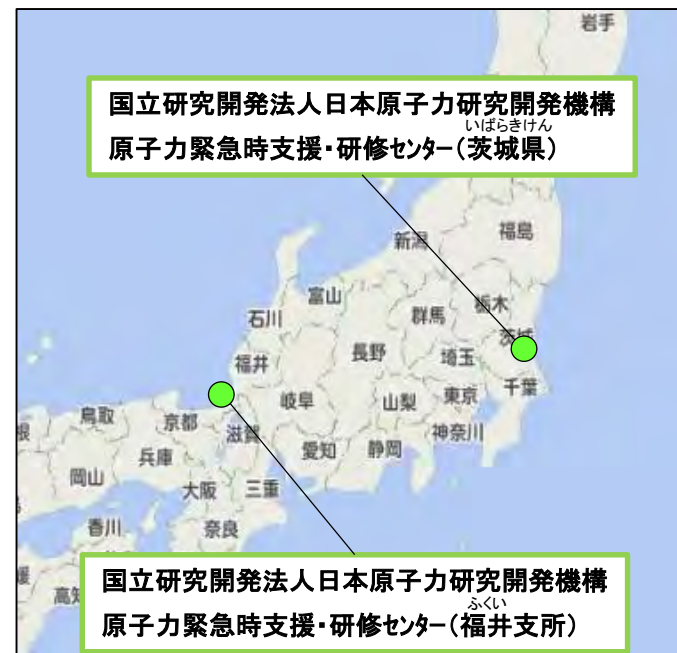 岩手
国立研究開発法人日本原子力研究開発機構
いばらきけん
原子力緊急時支援・研修センター(茨城県)
福島
新潟
富山
栃木
群馬
石川
茨城
長野
埼玉
福井
千葉
東京
岐阜
山梨
鳥取
京都
滋賀
神奈川
静岡
愛知
兵庫
岡山
大阪
三重
香川
奈良
国立研究開発法人日本原子力研究開発機構
ふくい
原子力緊急時支援・研修センター(福井支所)